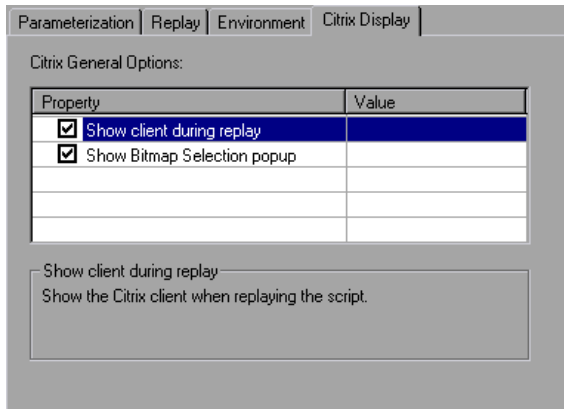 Parameterization Replay Environment Citrix Display
Citrix General Options:
Property Value
Show client during replay
Show Bitmap Selection popup
Show client during replay
Show the Citrix client when replaying the script.